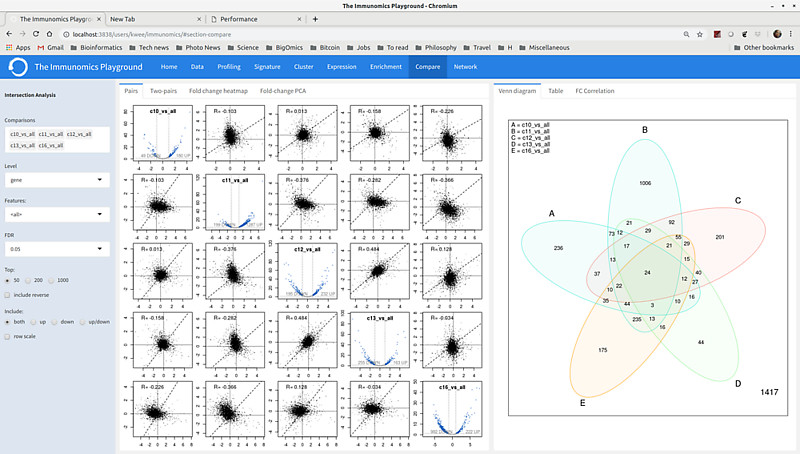 The Immunomics Playground - Chromium
The Immunomics Playgr
New Tab
Performance
localhost:3838/users/kwee/immunomics/#section-compare
Apps Gmail Bioinformatics Tech news Photo News Science BigOmics Bitcoin Jobs To read Philosophy Travel H Miscellaneous Other bookmarks
The Immunomics Playground Home Data Profiling Signature Cluster Expression Enrichment Compare Network
Intersection Analysis
Comparisons
c10_vs_all c11_vs_all c12_vs_all
c13_vs_all c16_vs_all
Level
gene
Features:
<all>
FDR
0.05
Top:
50 200 1000
include reverse
Include:
both up down up/down
row scale
Pairs Two-pairs Fold-change heatmap Fold-change PCA
c10_vs_all R= -0.103 R= 0.013 R= -0.158 R= -0.226
R= -0.103 c11_vs_all R= -0.376 R= -0.282 R= -0.366
R= 0.013 R= -0.376 c12_vs_all R= 0.484 R= 0.128
R= -0.158 R= -0.282 R= 0.484 c13_vs_all R= -0.034
R= -0.226 R= -0.366 R= 0.128 R= -0.034 c16_vs_all
Venn diagram Table FC Correlation
A = c10_vs_all
B = c11_vs_all
C = c12_vs_all
D = c13_vs_all
E = c16_vs_all
B
1006
C
A
21 92
73 12 29 55 201
236 17 21 29
13 15
37 24 40
22 12 27
10 16
35 44 3 10
235 13
16
175 44
D
1417
E